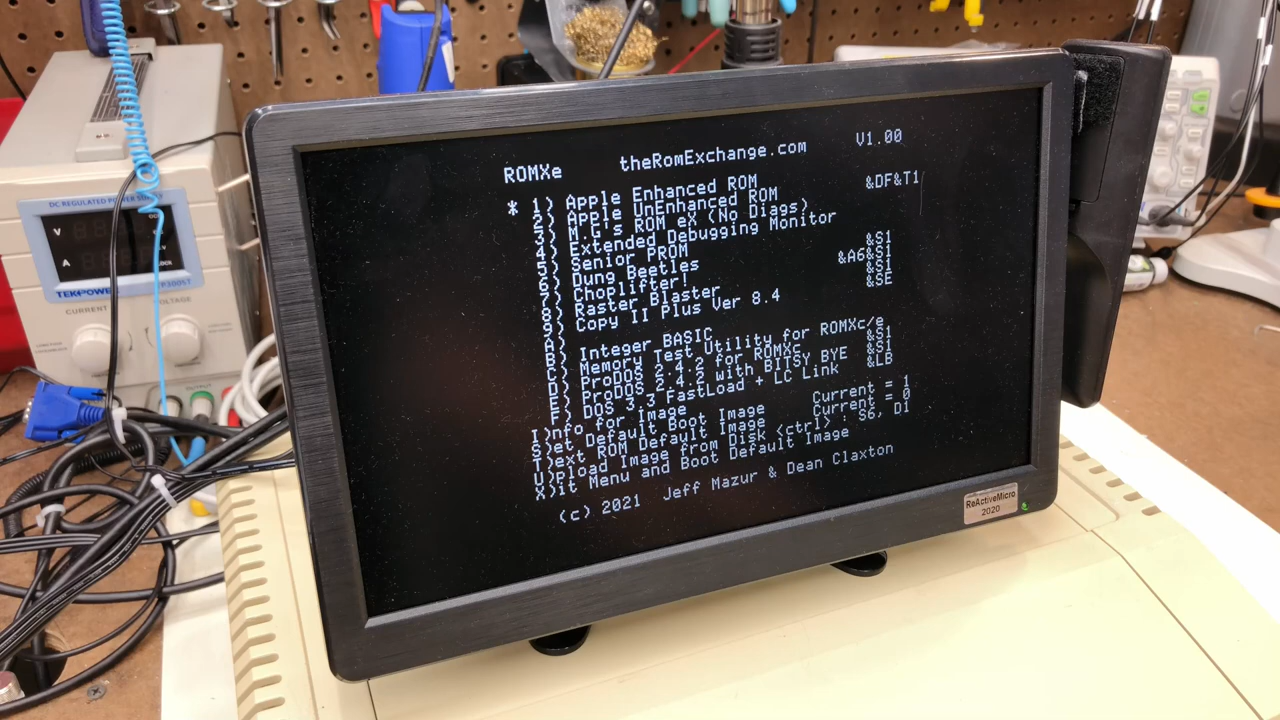 ROMXe theRomExchange.com V1.00
* 1) Apple Enhanced ROM
2) Apple UnEnhanced ROM &DF&T1
3) M.G's ROM eX (No Diags)
4) Extended Debugging Monitor
5) Senior PROM
6) Dung Beetles &S1
7) Choplifter! &A6&S1
8) Raster Blaster &S1
9) Copy II Plus Ver 8.4 &SE
A)
B) Integer BASIC
C) Memory Test Utility for ROMXc/e
D) ProDOS 2.4.2 for ROMXc &S1
E) ProDOS 2.4.2 with BITSY BYE &S1
F) DOS 3.3 FastLoad + LC Link &LB
I)nfo for Image
S)et Default Boot Image Current = 1
T)ext ROM Default Image Current = 0
U)pload Image from Disk <ctrl> : S6, D1
X)it Menu and Boot Default Image
(c) 2021 Jeff Mazur & Dean Claxton
ReActiveMicro
2020
DC REGULATED POWER
V
A
TEKPOWER
CURRENT
VOLTAGE
OUTPUT